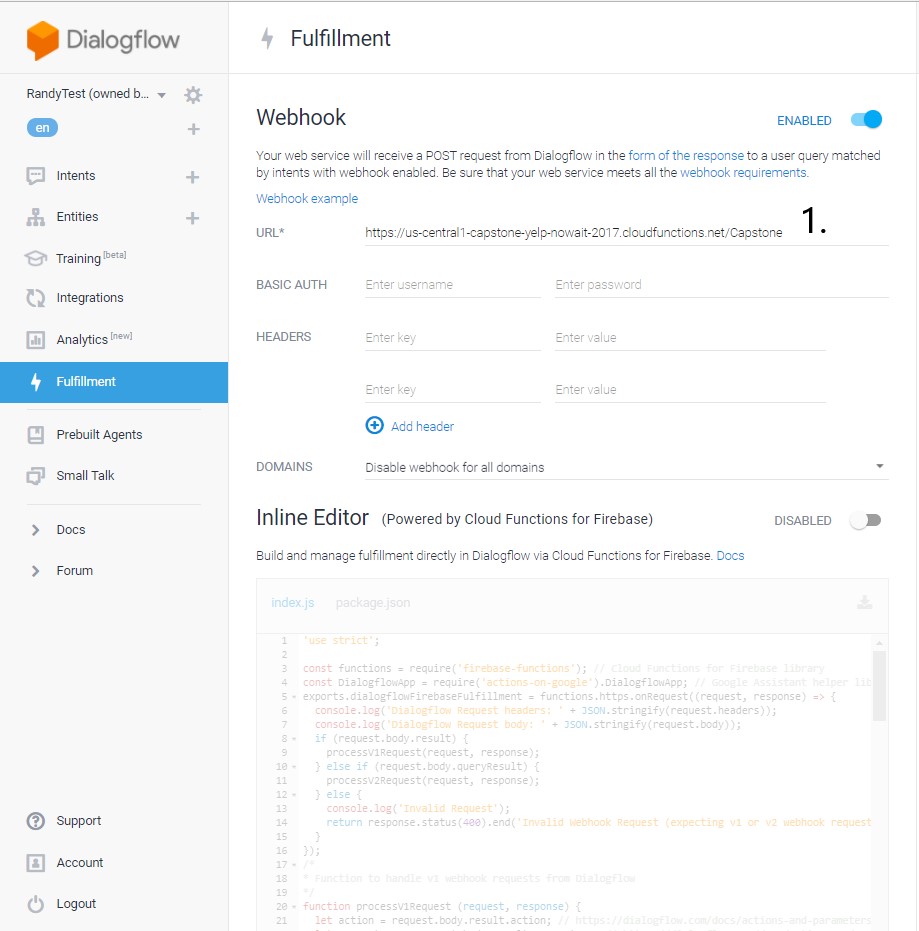 Dialogflow
RandyTest (owned b...
en
Intents
Entities
Training [beta]
Integrations
Analytics [new]
Fulfillment
Prebuilt Agents
Small Talk
Docs
Forum
Support
Account
Logout
Fulfillment
Webhook
ENABLED
Your web service will receive a POST request from Dialogflow in the form of the response to a user query matched
by intents with webhook enabled. Be sure that your web service meets all the webhook requirements.
Webhook example
URL* https://us-central1-capstone-yelp-nowait-2017.cloudfunctions.net/Capstone 1.
BASIC AUTH Enter username Enter password
HEADERS Enter key Enter value
Enter key Enter value
Add header
DOMAINS Disable webhook for all domains
Inline Editor (Powered by Cloud Functions for Firebase) DISABLED
Build and manage fulfillment directly in Dialogflow via Cloud Functions for Firebase. Docs
index.js package.json
1 'use strict';
2
3 const functions = require('firebase-functions'); // Cloud Functions for Firebase library
4 const DialogflowApp = require('actions-on-google').DialogflowApp; // Google Assistant helper lib
5 exports.dialogflowFirebaseFulfillment = functions.https.onRequest((request, response) => {
6 console.log('Dialogflow Request headers: ' + JSON.stringify(request.headers));
7 console.log('Dialogflow Request body: ' + JSON.stringify(request.body));
8 if (request.body.result) {
9 processV1Request(request, response);
10 } else if (request.body.queryResult) {
11 processV2Request(request, response);
12 } else {
13 console.log('Invalid Request');
14 return response.status(400).end('Invalid Webhook Request (expecting v1 or v2 webhook request
15 }
16 });
17 /*
18 * Function to handle v1 webhook requests from Dialogflow
19 */
20 function processV1Request (request, response) {
21 let action = request.body.result.action; // https://dialogflow.com/docs/actions-and-parameters